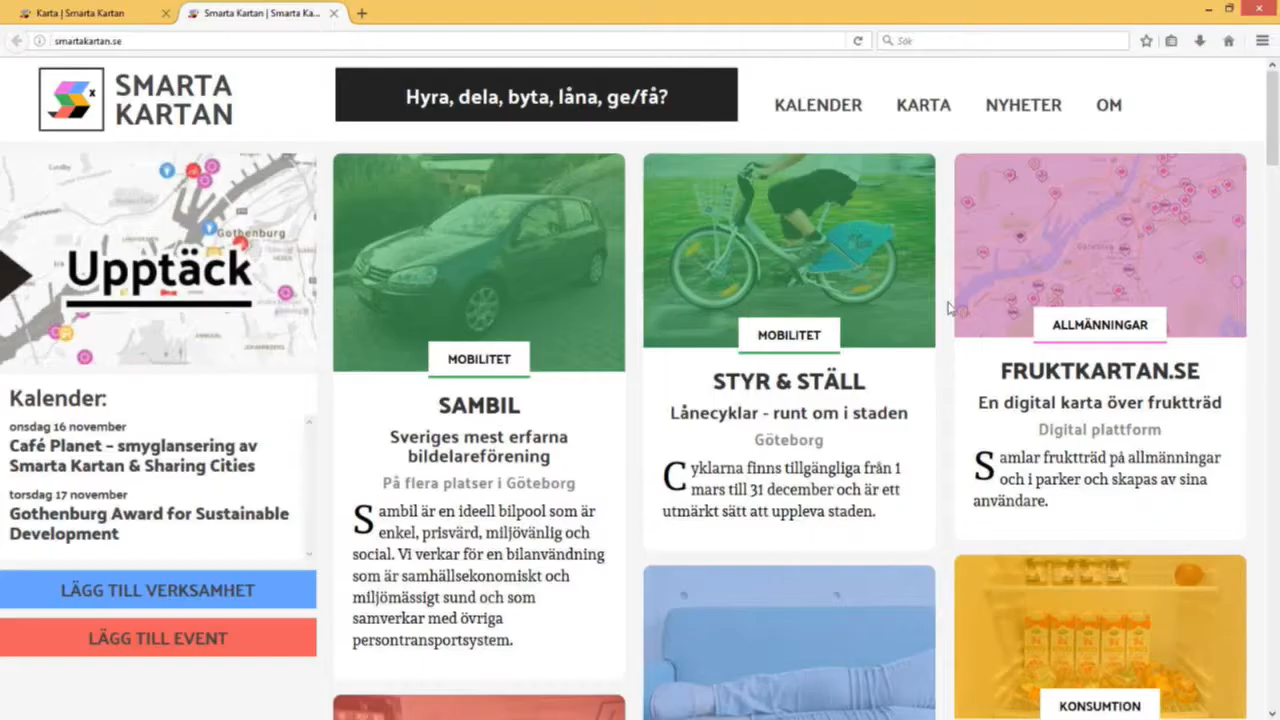 Karta | Smarta Kartan
Smarta Kartan | Smarta Ka...
smartakartan.se
Sök
SMARTA
KARTAN
Hyra, dela, byta, låna, ge/få?
KALENDER
KARTA
NYHETER
OM
Gothenburg
Upptäck
Kalender:
onsdag 16 november
Café Planet – smyglansering av
Smarta Kartan & Sharing Cities
torsdag 17 november
Gothenburg Award for Sustainable
Development
LÄGG TILL VERKSAMHET
LÄGG TILL EVENT
MOBILITET
SAMBIL
Sveriges mest erfarna
bildelareförening
På flera platser i Göteborg
Sambil är en ideell bilpool som är
enkel, prisvärd, miljövänlig och
social. Vi verkar för en bilanvändning
som är samhällsekonomiskt och
miljömässigt sund och som
samverkar med övriga
persontransportsystem.
MOBILITET
STYR & STÄLL
Lånecyklar - runt om i staden
Göteborg
Cyklarna finns tillgängliga från 1
mars till 31 december och är ett
utmärkt sätt att uppleva staden.
Göteborg
ALLMÄNNINGAR
FRUKTKARTAN.SE
En digital karta över fruktträd
Digital plattform
Samlar fruktträd på allmänningar
och i parker och skapas av sina
användare.
KONSUMTION